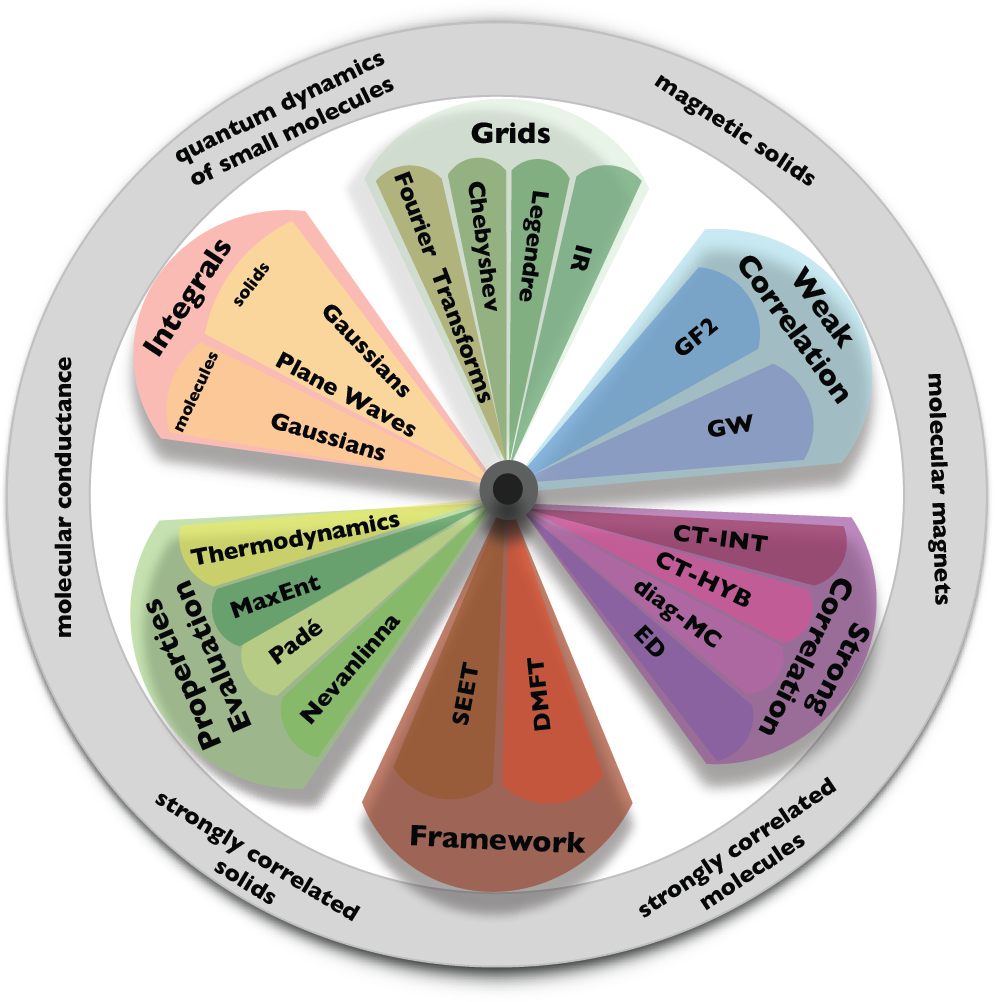 quantum dynamics
of small molecules
magnetic solids
molecular magnets
strongly correlated
molecules
strongly correlated
solids
molecular conductance
Grids
Fourier Transforms
Chebyshev
Legendre
IR
Weak
Correlation
GF2
GW
Strong
Correlation
CT-INT
CT-HYB
diag-MC
ED
Framework
DMFT
SEET
Properties
Evaluation
Thermodynamics
MaxEnt
Padé
Nevanlinna
Integrals
solids
Gaussians
Plane Waves
molecules
Gaussians